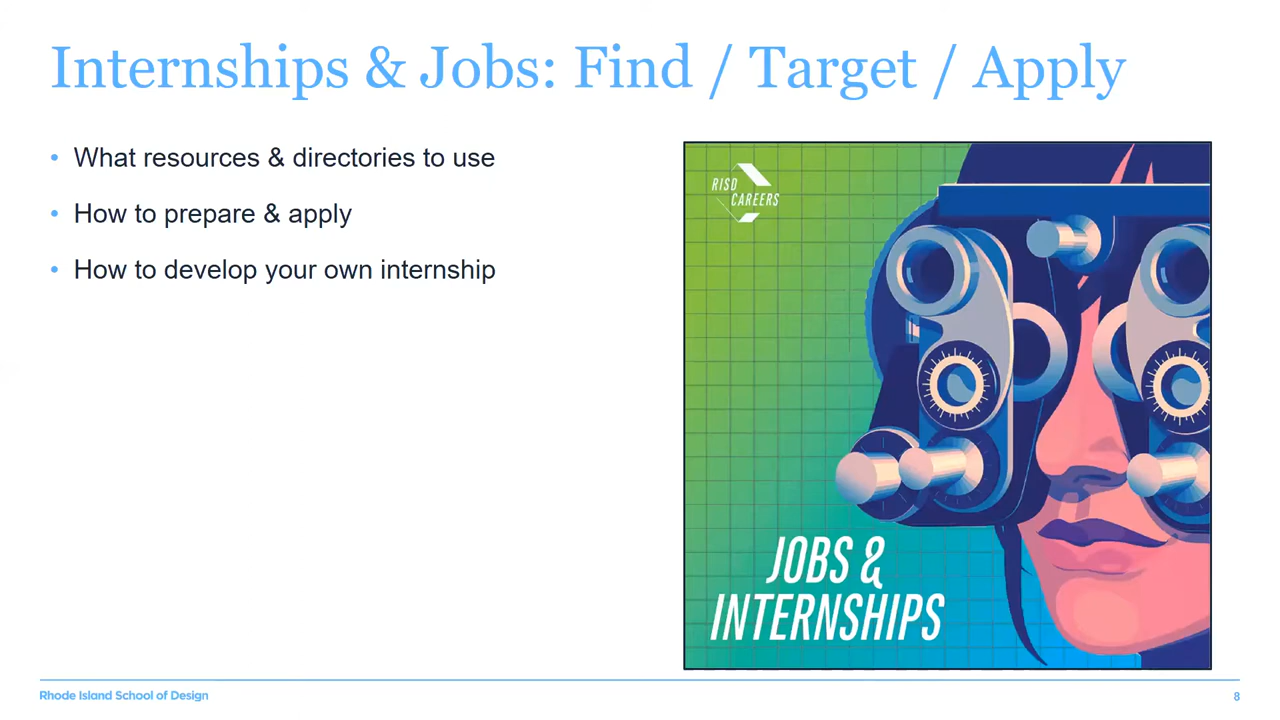 Internships & Jobs: Find / Target / Apply
• What resources & directories to use
• How to prepare & apply
• How to develop your own internship
RISD
CAREERS
JOBS &
INTERNSHIPS
Rhode Island School of Design
8